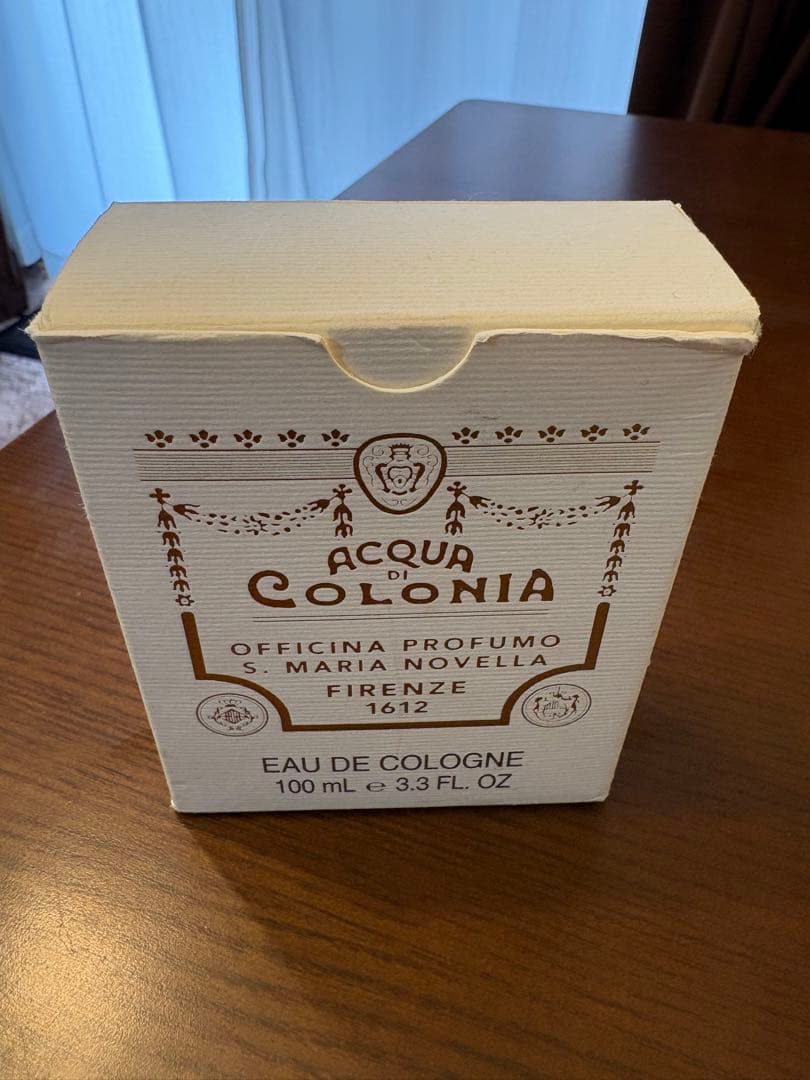 ACQUA
DI
COLONIA
OFFICINA PROFUMO
S. MARIA NOVELLA
FIRENZE
1612
EAU DE COLOGNE
100 mL ℮ 3.3 FL. OZ